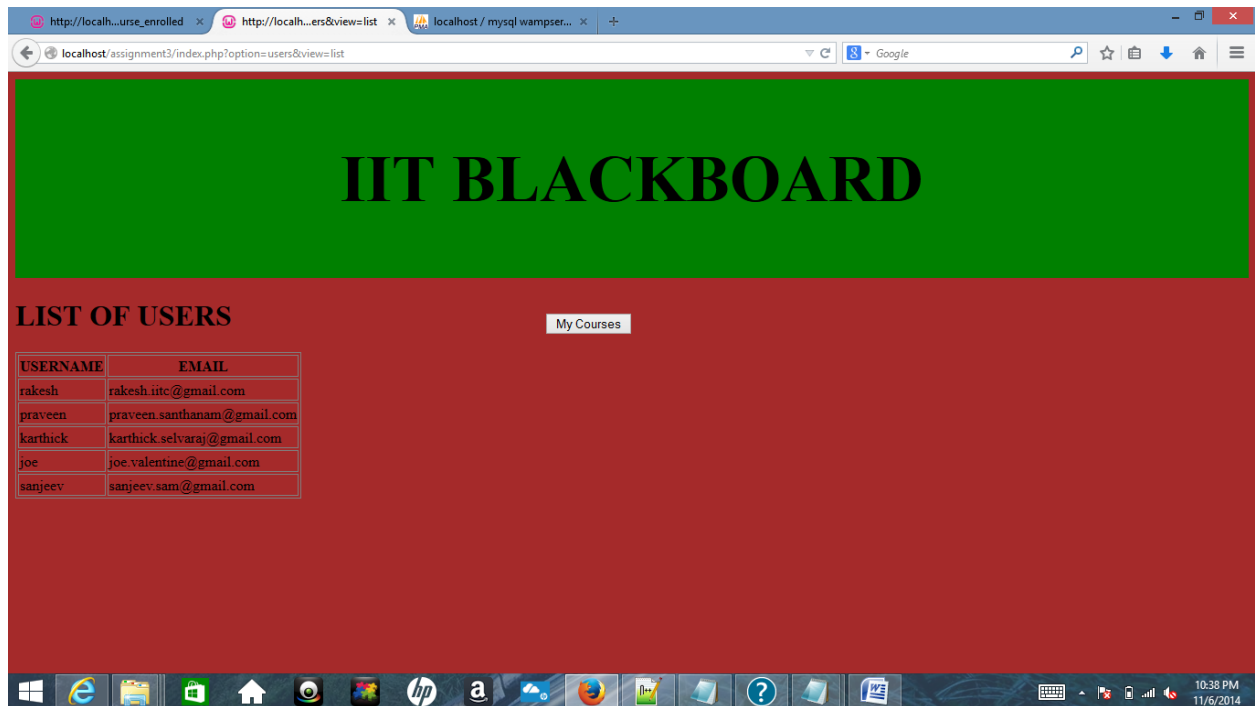 http://localh...urse_enrolled
http://localh...ers&view=list
localhost / mysql wampser...
localhost/assignment3/index.php?option=users&view=list
Google
IIT BLACKBOARD
LIST OF USERS
My Courses
USERNAME EMAIL
rakesh rakesh.iitc@gmail.com
praveen praveen.santhanam@gmail.com
karthick karthick.selvaraj@gmail.com
joe joe.valentine@gmail.com
sanjeev sanjeev.sam@gmail.com
10:38 PM
11/6/2014